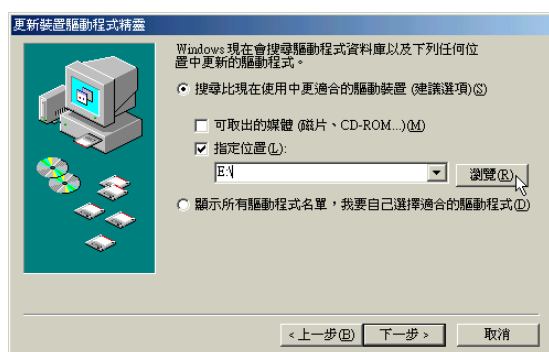 更新裝置驅動程式精靈
Windows 現在會搜尋驅動程式資料庫以及下列任何位
置中更新的驅動程式。
搜尋比現在使用中更適合的驅動裝置 (建議選項)(S)
可取出的媒體 (磁片、CD-ROM...)(M)
指定位置(L):
E:\
瀏覽(R)
顯示所有驅動程式名單，我要自己選擇適合的驅動程式(D)
<上一步(B)
下一步 >
取消